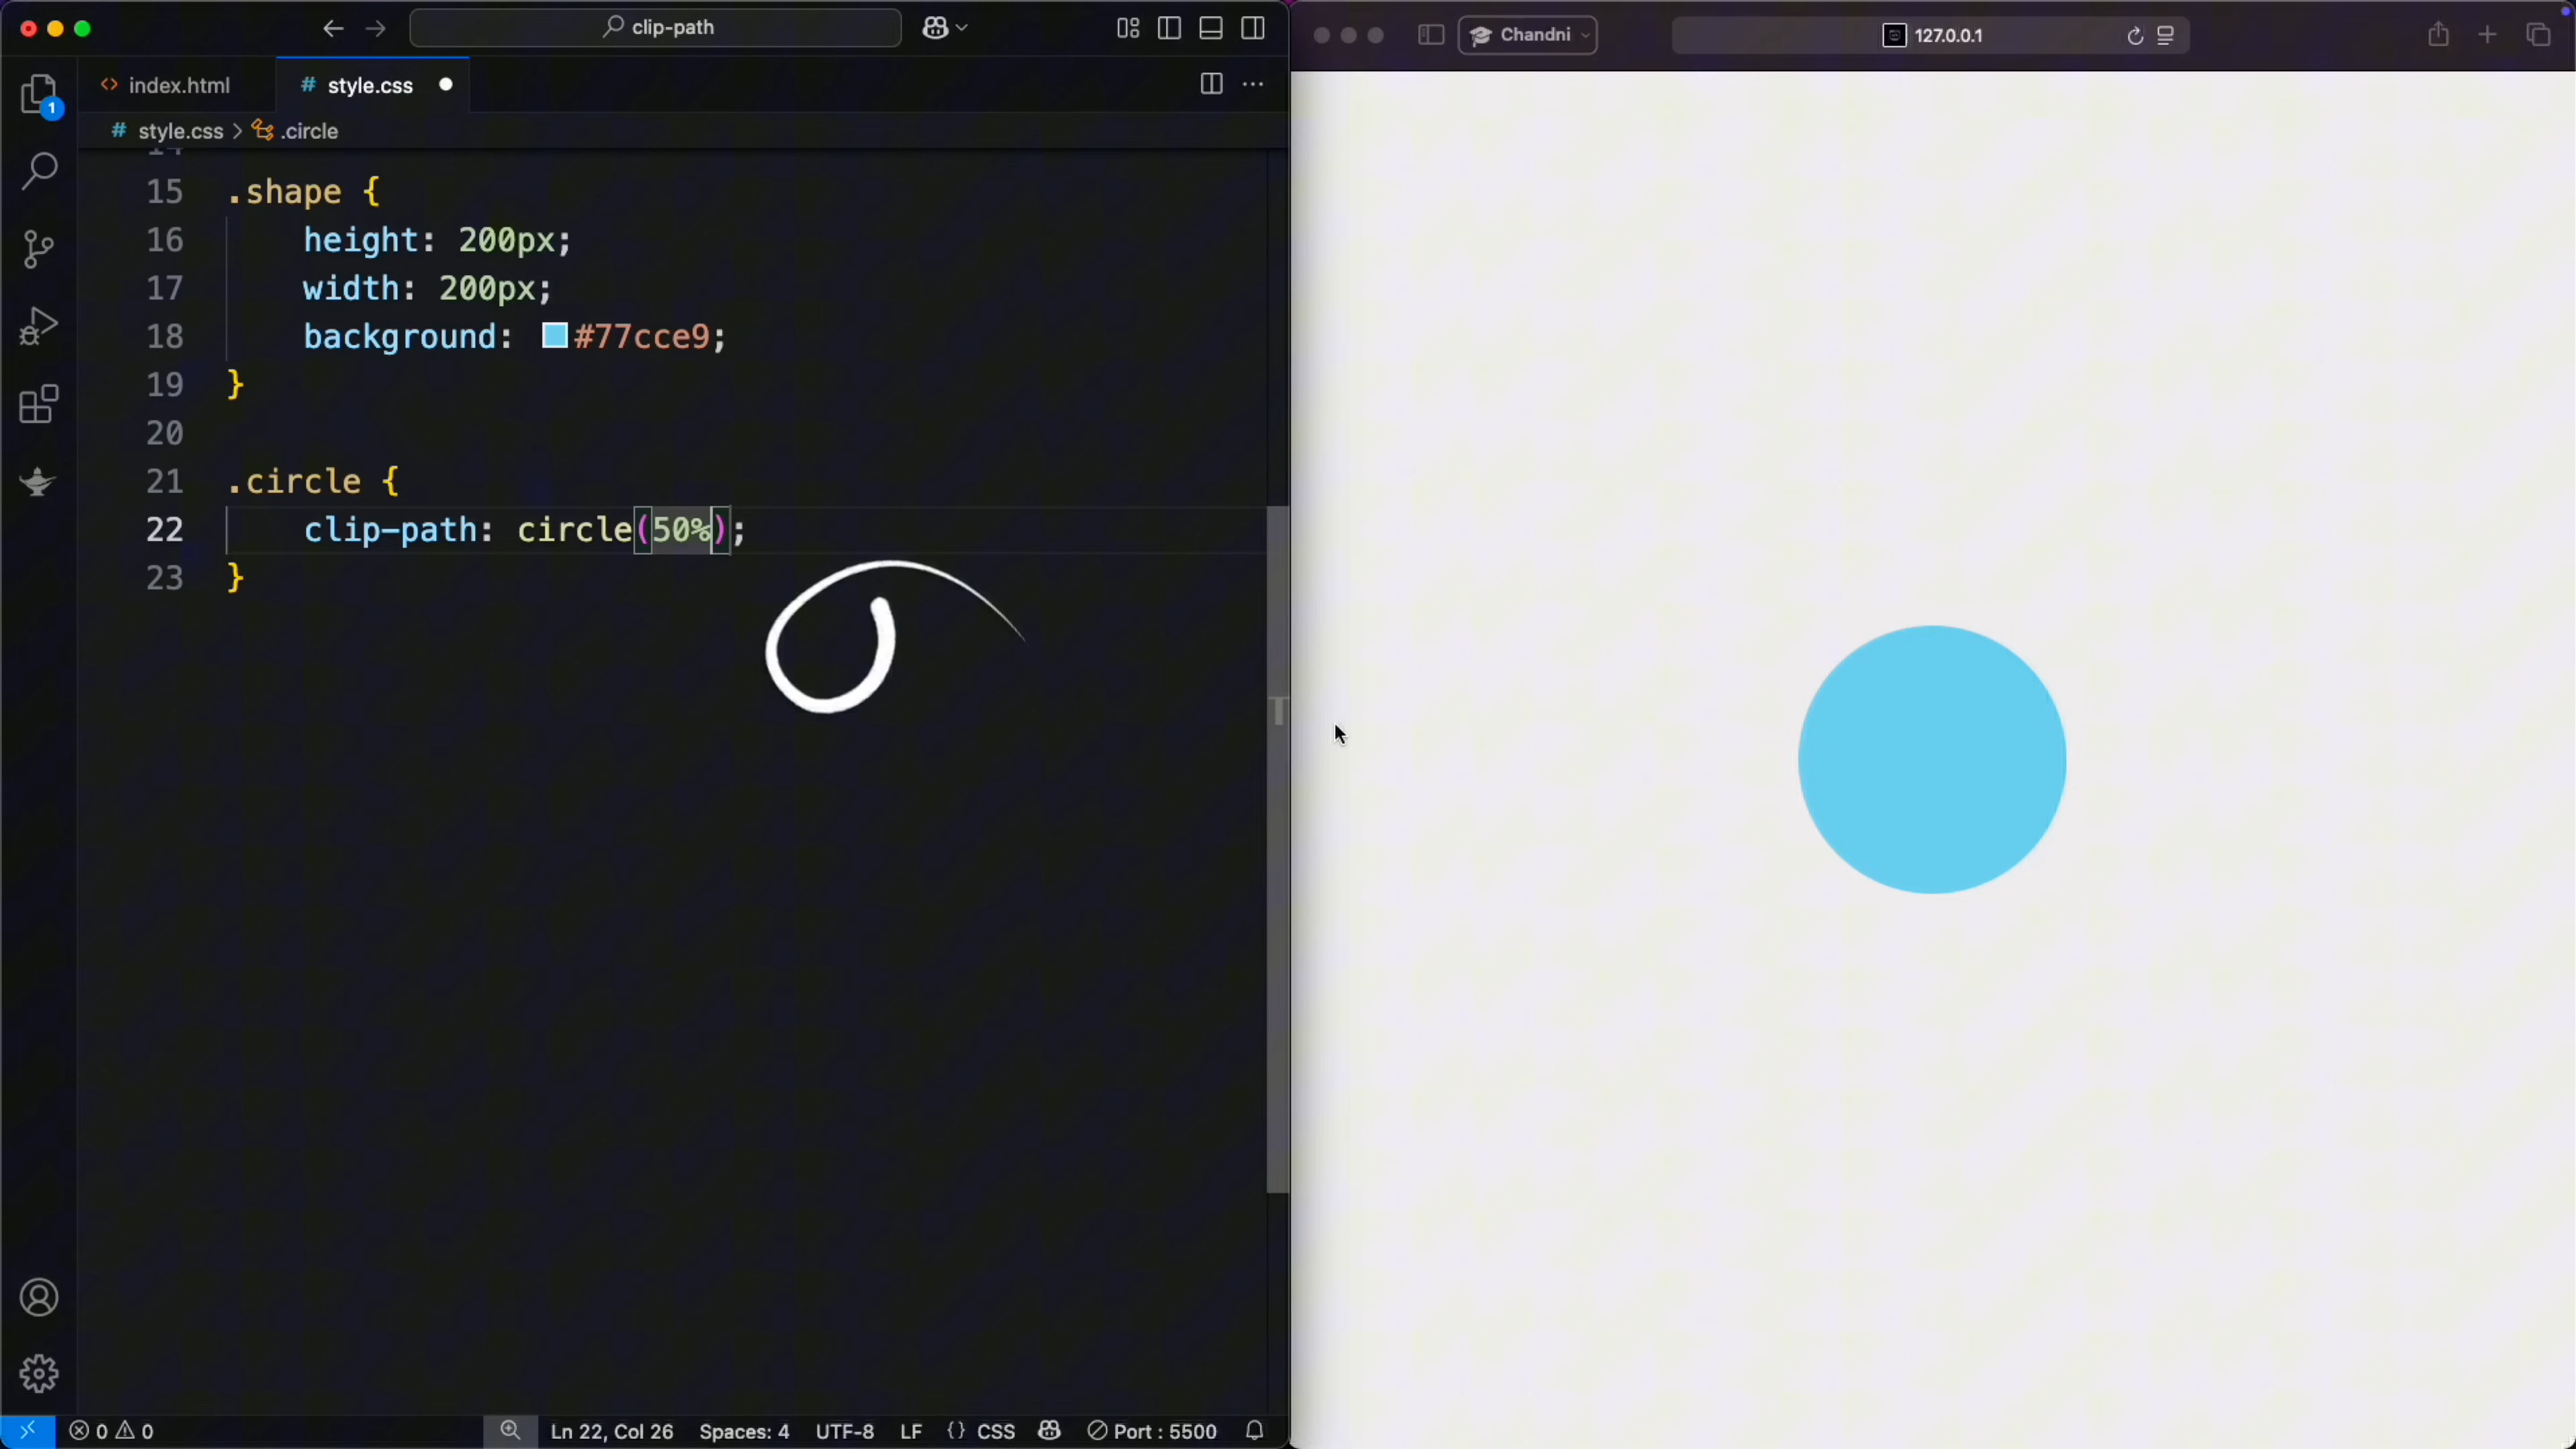 clip-path
index.html
# style.css
# style.css > .circle
14
15 .shape {
16 height: 200px;
17 width: 200px;
18 background: #77cce9;
19 }
20
21 .circle {
22 clip-path: circle(50%);
23 }
1
T
0 0
Ln 22, Col 26
Spaces: 4
UTF-8
LF
{} CSS
Port : 5500
Chandni
127.0.0.1